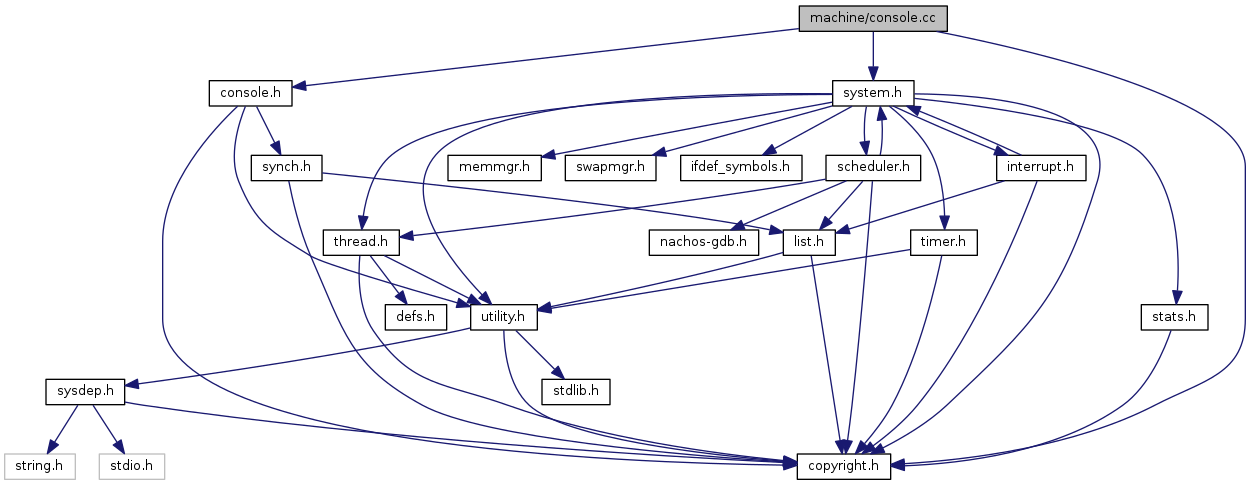 machine/console.cc
console.h
system.h
synch.h
memmgr.h
swapmgr.h
ifdef_symbols.h
scheduler.h
interrupt.h
thread.h
nachos-gdb.h
list.h
timer.h
defs.h
utility.h
stats.h
sysdep.h
stdlib.h
string.h
stdio.h
copyright.h